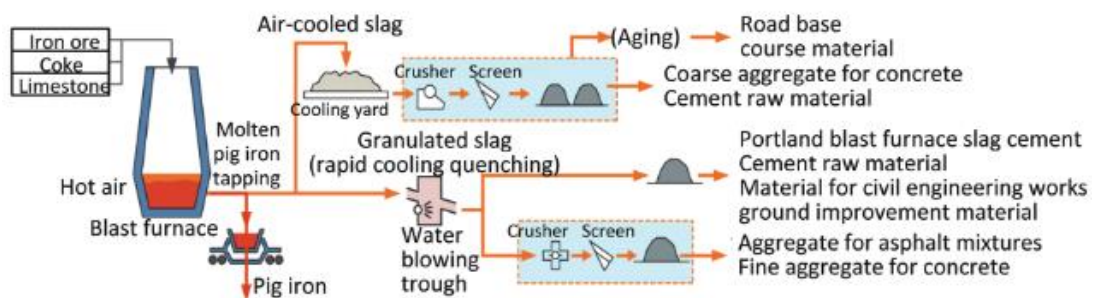 Iron ore
Coke
Limestone
Hot air
Blast furnace
Molten
pig iron
tapping
Pig iron
Air-cooled slag
Cooling yard
Crusher
Screen
(Aging)
Road base
course material
Coarse aggregate for concrete
Cement raw material
Granulated slag
(rapid cooling quenching)
Water
blowing
trough
Crusher
Screen
Portland blast furnace slag cement
Cement raw material
Material for civil engineering works
ground improvement material
Aggregate for asphalt mixtures
Fine aggregate for concrete